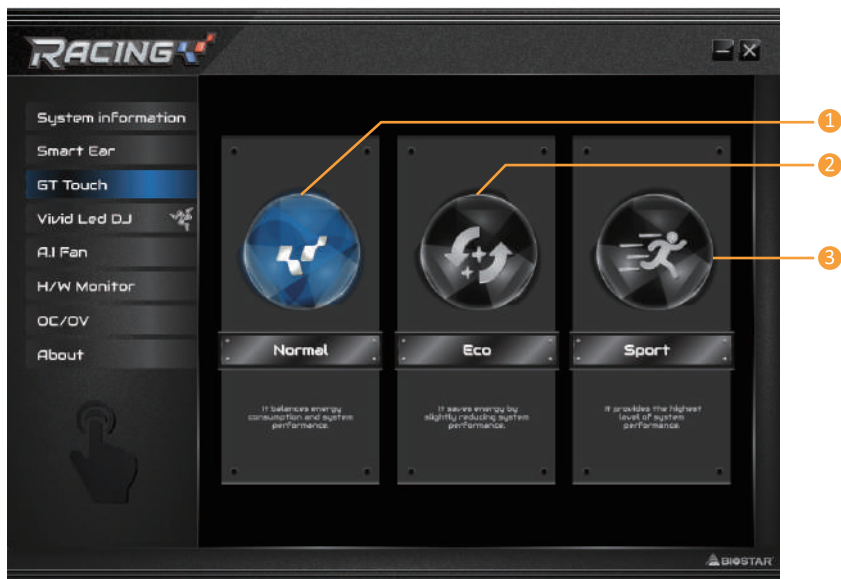 RACING
System information
Smart Ear
GT Touch
Vivid Led DJ
A.I Fan
H/W Monitor
OC/OV
About
1
2
3
Normal
It balances energy
consumption and system
performance.
Eco
It saves energy by
slightly reducing system
performance.
Sport
It provides the highest
level of system
performance.
BIOSTAR